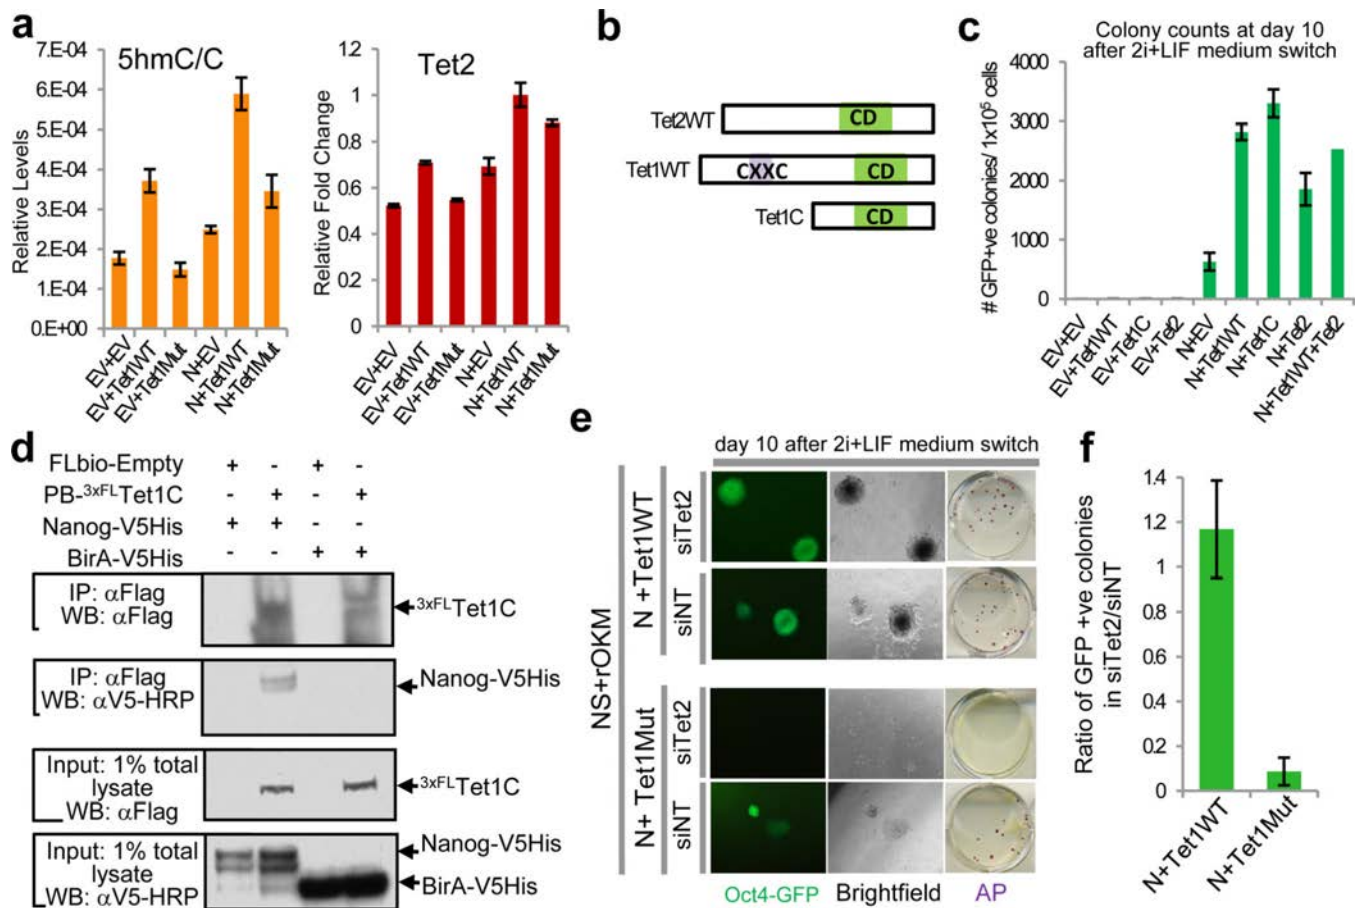 a
5hmC/C
Relative Levels
7.E-04
6.E-04
5.E-04
4.E-04
3.E-04
2.E-04
1.E-04
0.E+00
EV+EV
EV+Tet1WT
EV+Tet1Mut
N+EV
N+Tet1WT
N+Tet1Mut
Tet2
Relative Fold Change
1.2
1
0.8
0.6
0.4
0.2
0
EV+EV
EV+Tet1WT
EV+Tet1Mut
N+EV
N+Tet1WT
N+Tet1Mut
b
Tet2WT
CD
Tet1WT
CXXC
CD
Tet1C
CD
c
Colony counts at day 10
after 2i+LIF medium switch
# GFP+ve colonies/ 1x10⁵ cells
4000
3000
2000
1000
0
EV+EV
EV+Tet1WT
EV+Tet1C
EV+Tet2
N+EV
N+Tet1WT
N+Tet1C
N+Tet2
N+Tet1WT+Tet2
d
FLbio-Empty + - + -
PB-³ˣᶠᴸTet1C - + - +
Nanog-V5His + + - -
BirA-V5His - - + +
IP: αFlag
WB: αFlag
³ˣᶠᴸTet1C
IP: αFlag
WB: αV5-HRP
Nanog-V5His
Input: 1% total
lysate
WB: αFlag
³ˣᶠᴸTet1C
Input: 1% total
lysate
WB: αV5-HRP
Nanog-V5His
BirA-V5His
e
day 10 after 2i+LIF medium switch
NS+rOKM
N +Tet1WT
siTet2
siNT
N+ Tet1Mut
siTet2
siNT
Oct4-GFP
Brightfield
AP
f
Ratio of GFP +ve colonies
in siTet2/siNT
1.4
1.2
1
0.8
0.6
0.4
0.2
0
N+Tet1WT
N+Tet1Mut